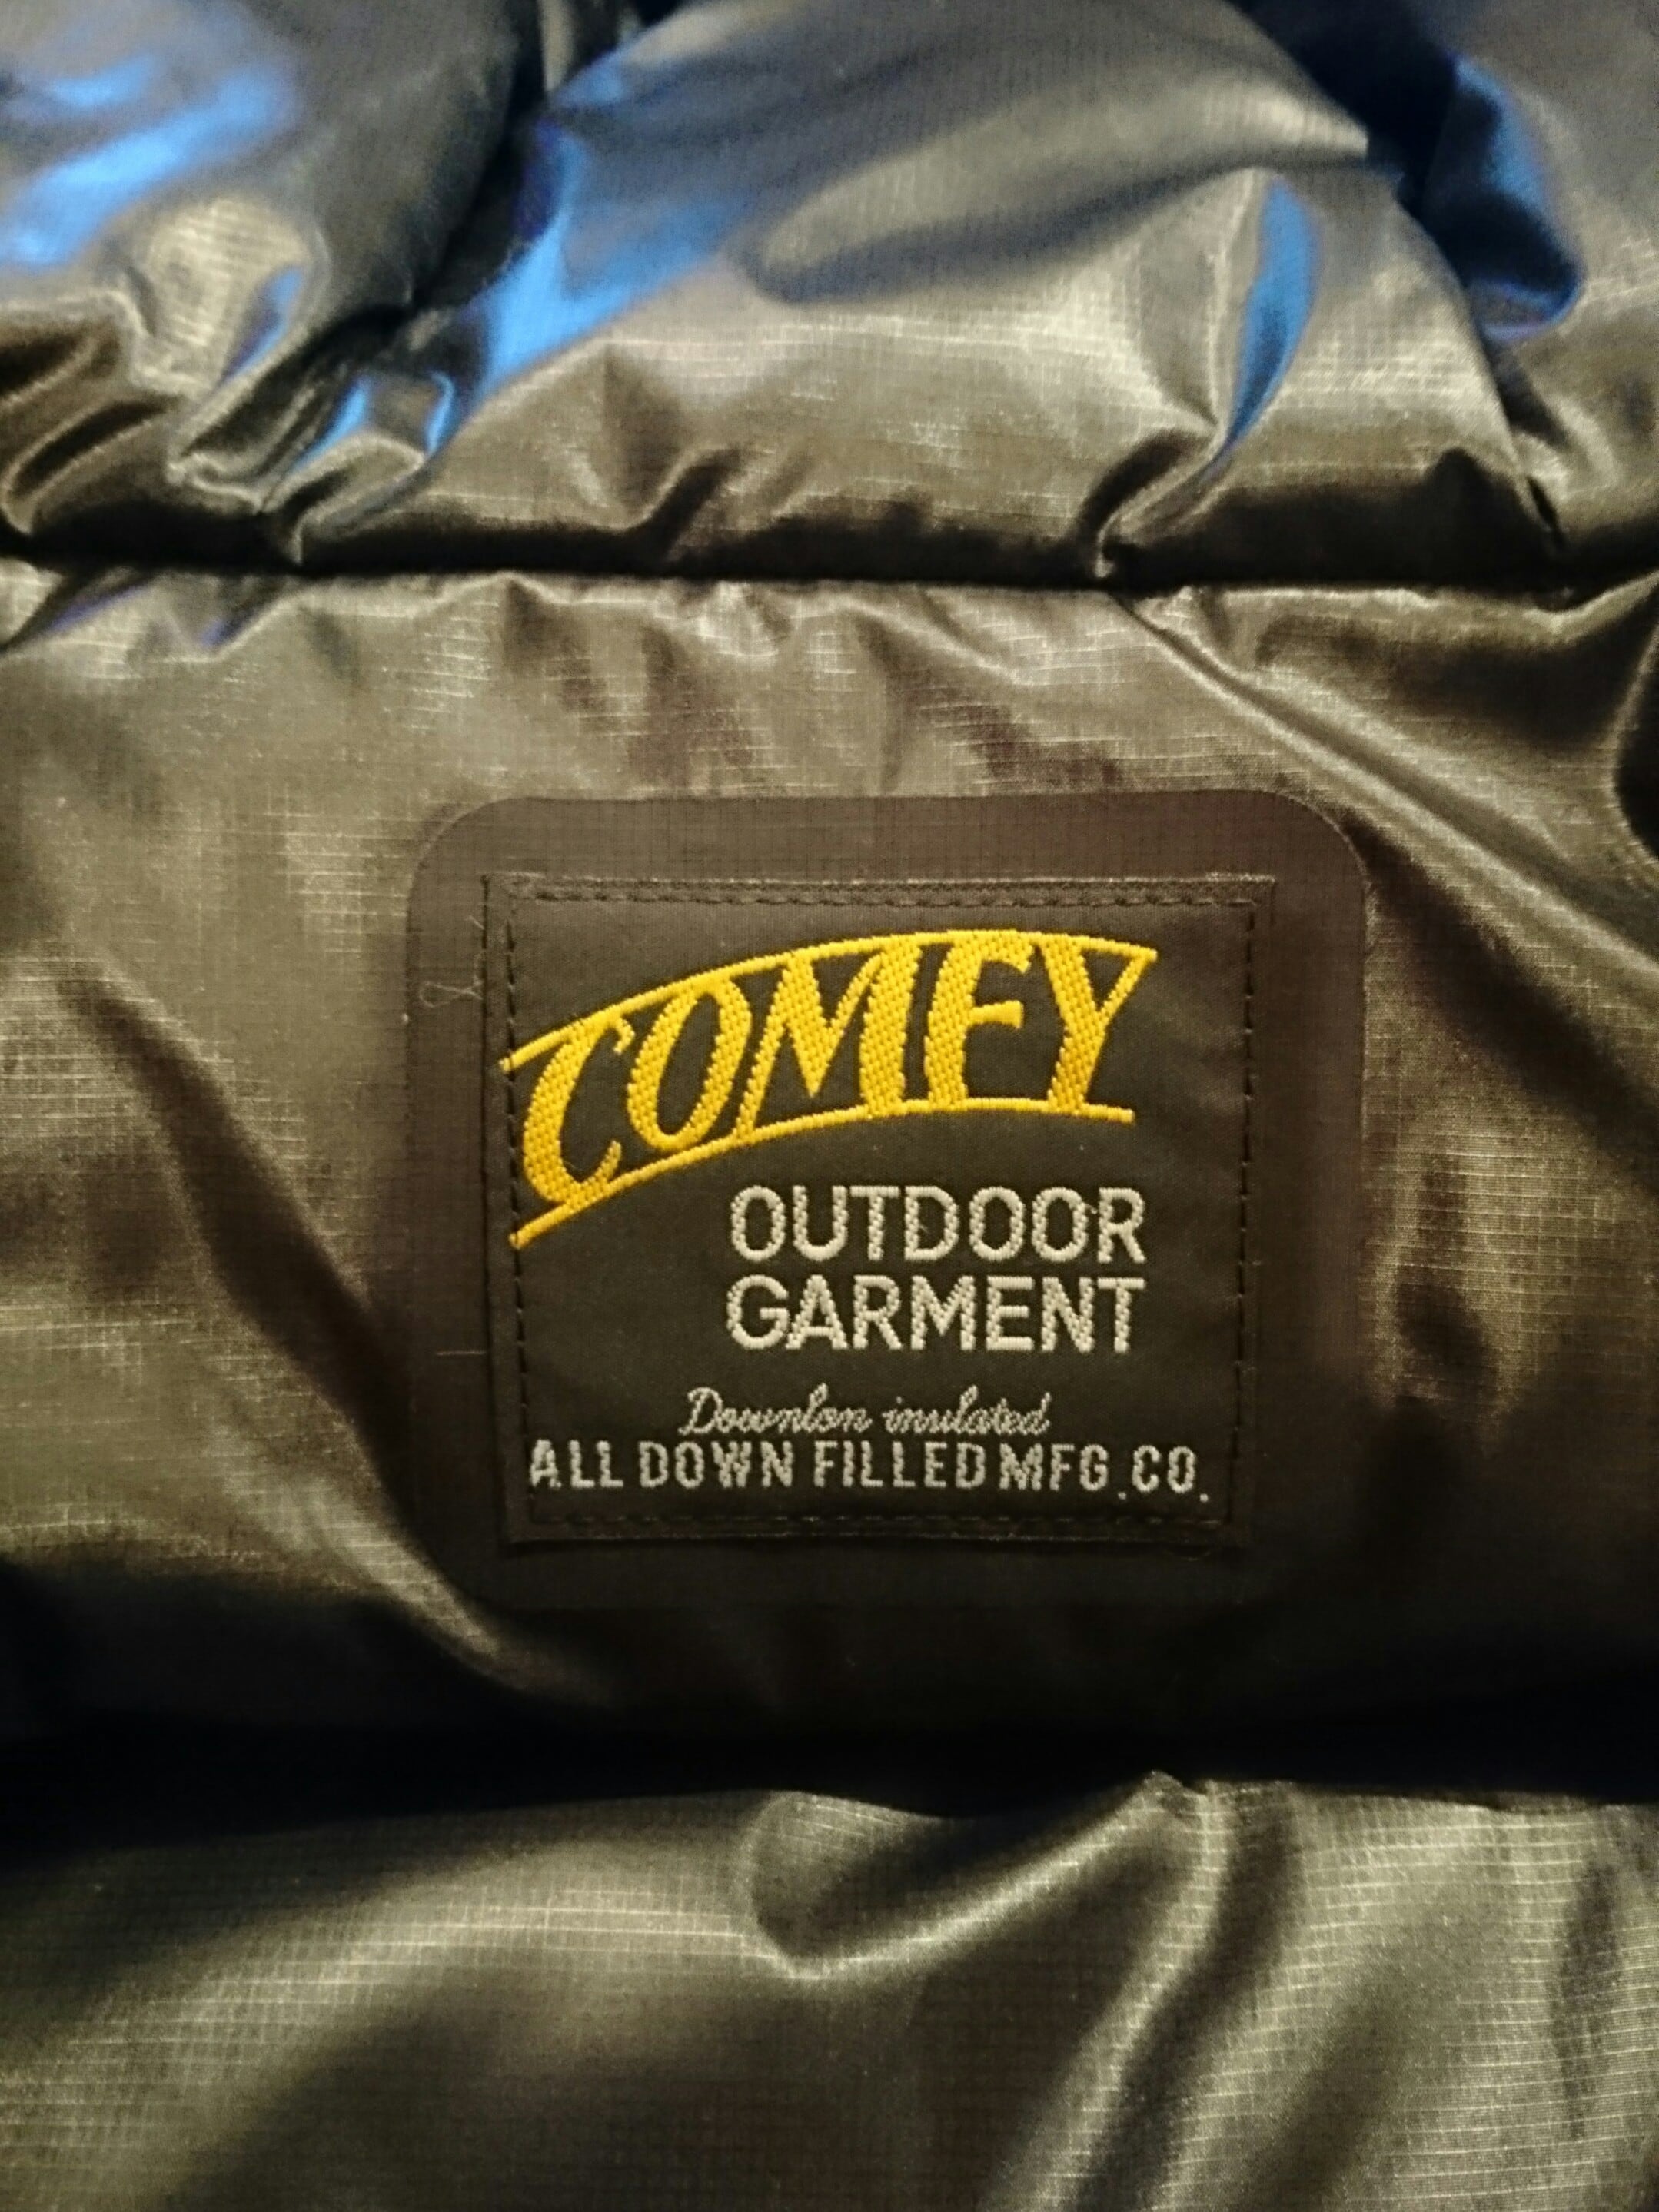 COMFY
OUTDOOR
GARMENT
Downlon insulated
ALL DOWN FILLED MFG.CO.